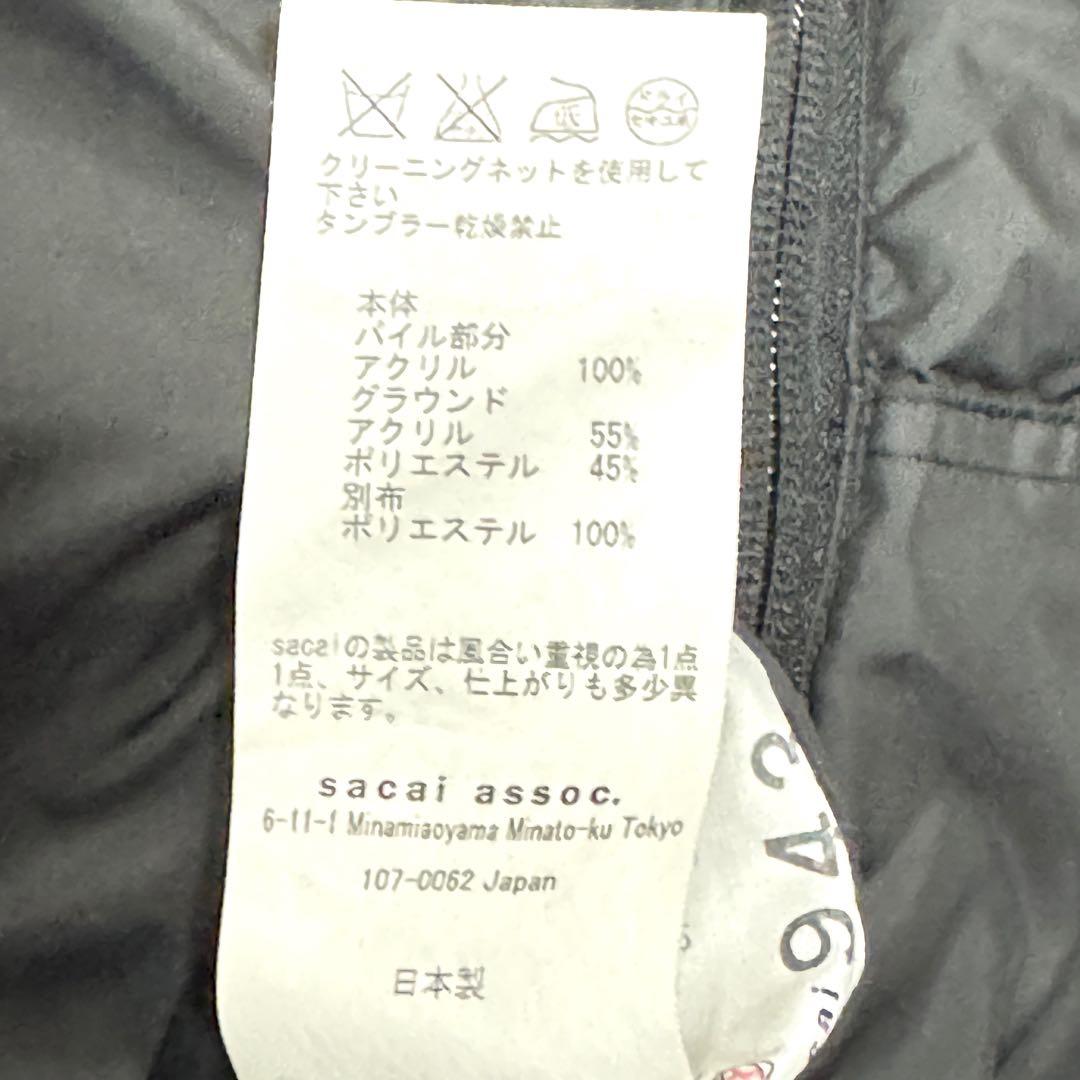 低
ドライ
セキユ系
クリーニングネットを使用して
下さい
タンブラー乾燥禁止
本体
パイル部分
アクリル 100%
グラウンド
アクリル 55%
ポリエステル 45%
別布
ポリエステル 100%
sacaiの製品は風合い重視の為1点
1点、サイズ、仕上がりも多少異
なります。
sacai assoc.
6-11-1 Minamiaoyama Minato-ku Tokyo
107-0062 Japan
日本製
942